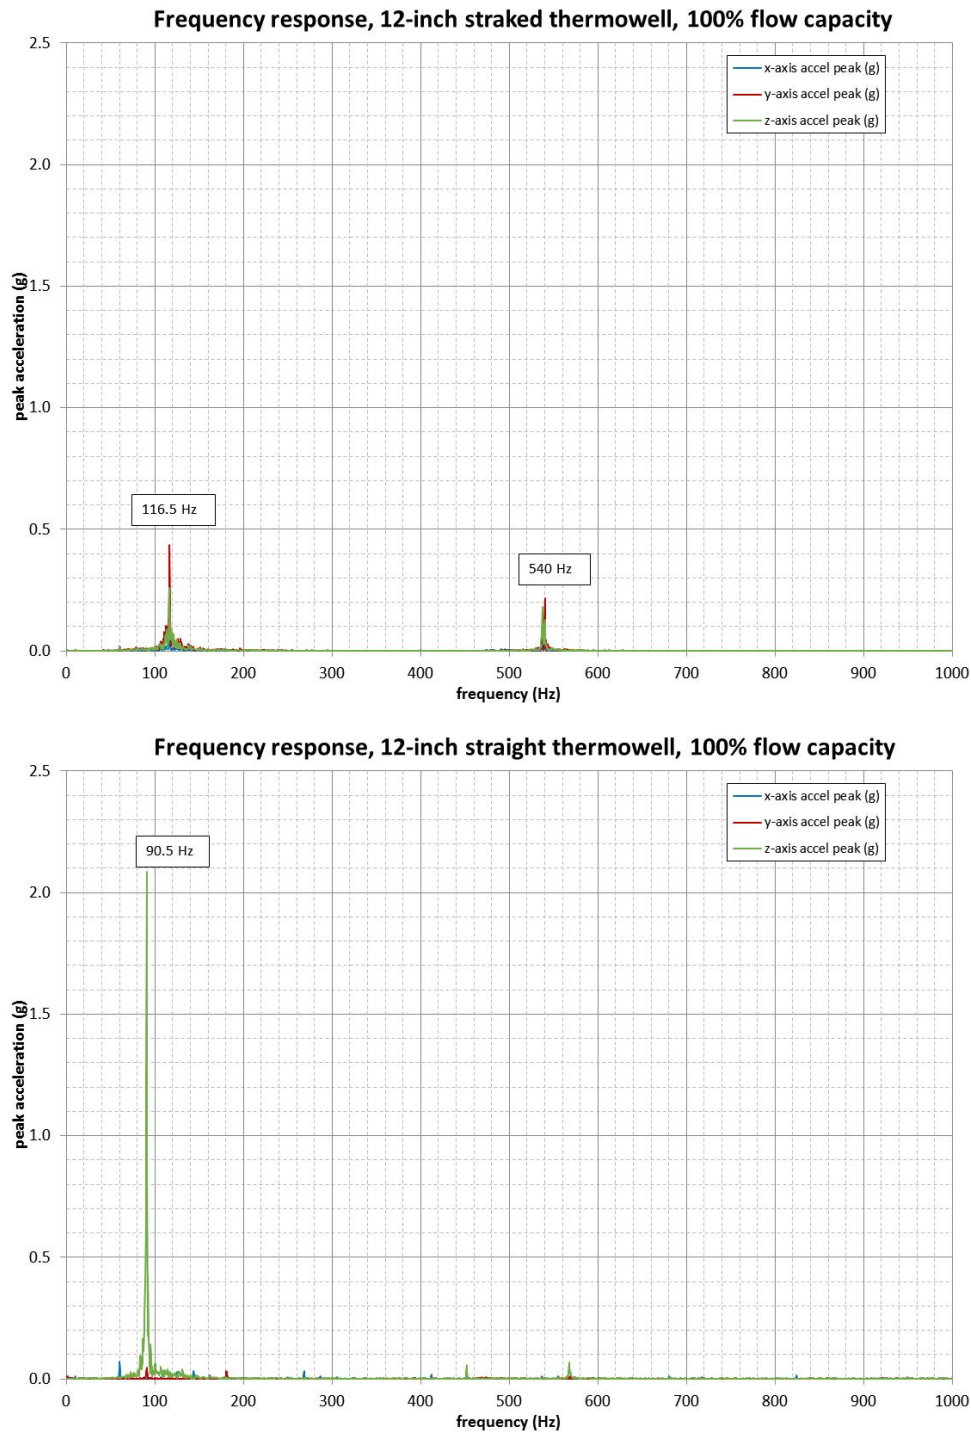 Frequency response, 12-inch straked thermowell, 100% flow capacity
2.5
x-axis accel peak (g)
y-axis accel peak (g)
z-axis accel peak (g)
2.0
1.5
peak acceleration (g)
1.0
116.5 Hz
0.5
540 Hz
0.0
0 100 200 300 400 500 600 700 800 900 1000
frequency (Hz)
Frequency response, 12-inch straight thermowell, 100% flow capacity
2.5
x-axis accel peak (g)
y-axis accel peak (g)
z-axis accel peak (g)
90.5 Hz
2.0
1.5
peak acceleration (g)
1.0
0.5
0.0
0 100 200 300 400 500 600 700 800 900 1000
frequency (Hz)